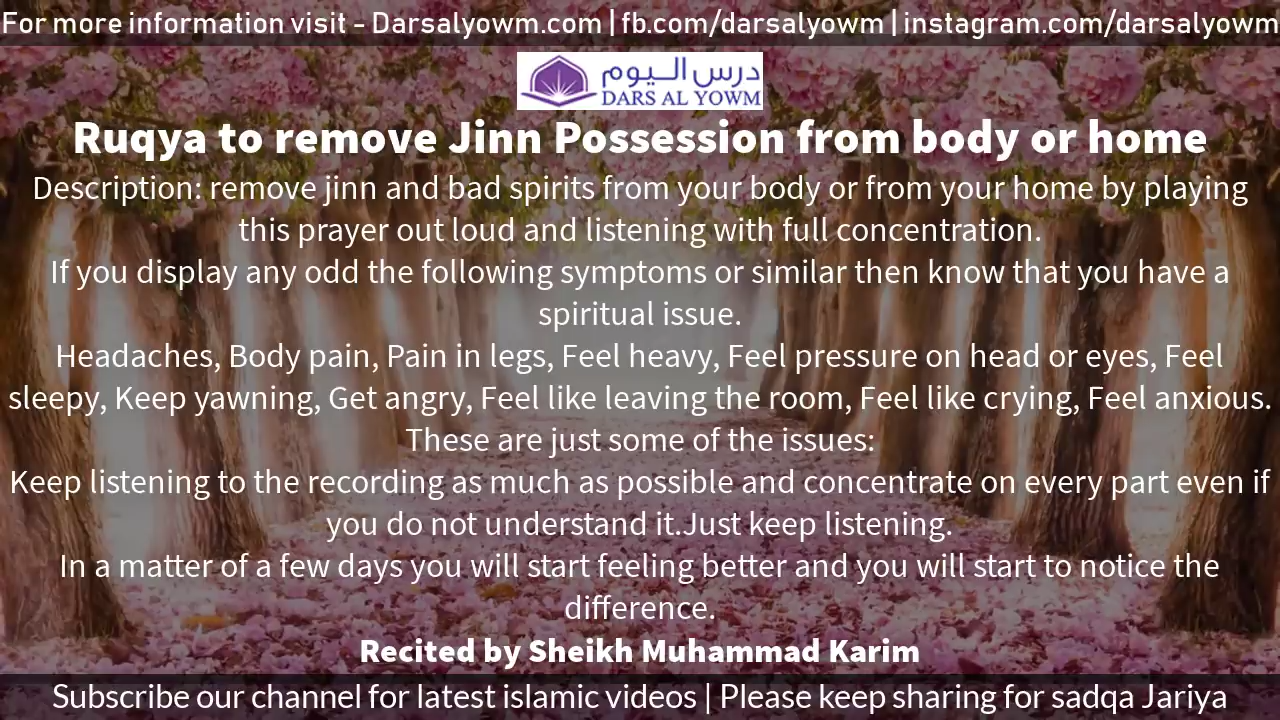 For more information visit - Darsalyowm.com | fb.com/darsalyowm | instagram.com/darsalyowm
درس اليوم
DARS AL YOWM
Ruqya to remove Jinn Possession from body or home
Description: remove jinn and bad spirits from your body or from your home by playing
this prayer out loud and listening with full concentration.
If you display any odd the following symptoms or similar then know that you have a
spiritual issue.
Headaches, Body pain, Pain in legs, Feel heavy, Feel pressure on head or eyes, Feel
sleepy, Keep yawning, Get angry, Feel like leaving the room, Feel like crying, Feel anxious.
These are just some of the issues:
Keep listening to the recording as much as possible and concentrate on every part even if
you do not understand it.Just keep listening.
In a matter of a few days you will start feeling better and you will start to notice the
difference.
Recited by Sheikh Muhammad Karim
Subscribe our channel for latest islamic videos | Please keep sharing for sadqa Jariya